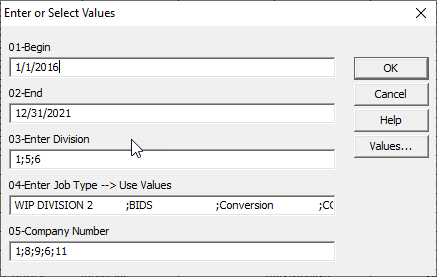 Enter or Select Values
01-Begin
1/1/2016
OK
02-End
Cancel
12/31/2021
Help
03-Enter Division
Values...
1;5;6
04-Enter Job Type --> Use Values
WIP DIVISION 2 ;BIDS ;Conversion ;CC
05-Company Number
1;8;9;6;11